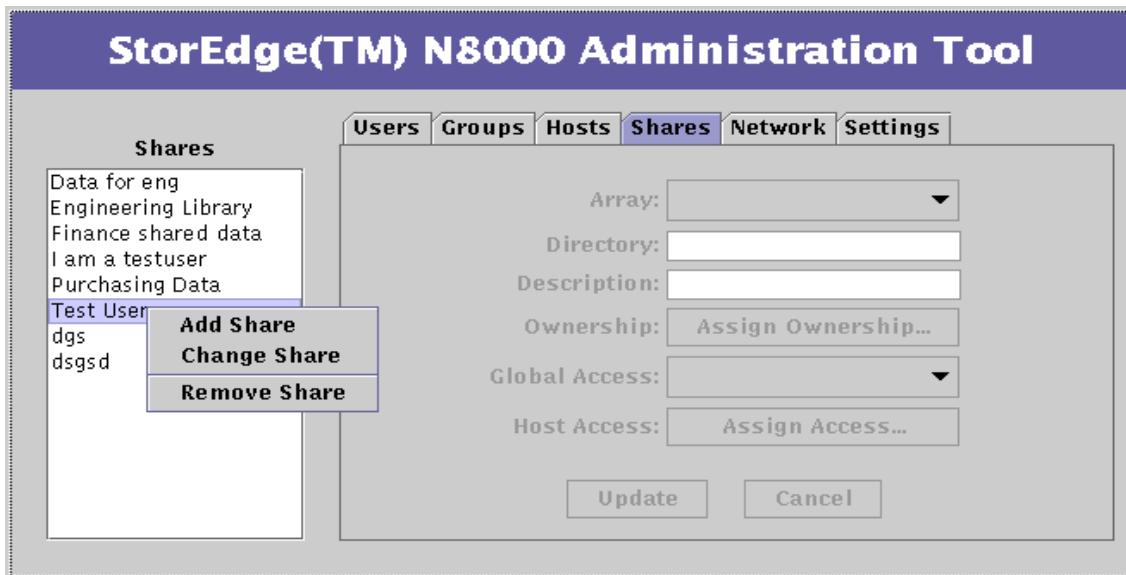 StorEdge(TM) N8000 Administration Tool
Users Groups Hosts Shares Network Settings
Shares
Data for eng
Engineering Library
Finance shared data
I am a testuser
Purchasing Data
Test User
dgs
dsgsd
Add Share
Change Share
Remove Share
Array:
Directory:
Description:
Ownership: Assign Ownership...
Global Access:
Host Access: Assign Access...
Update Cancel